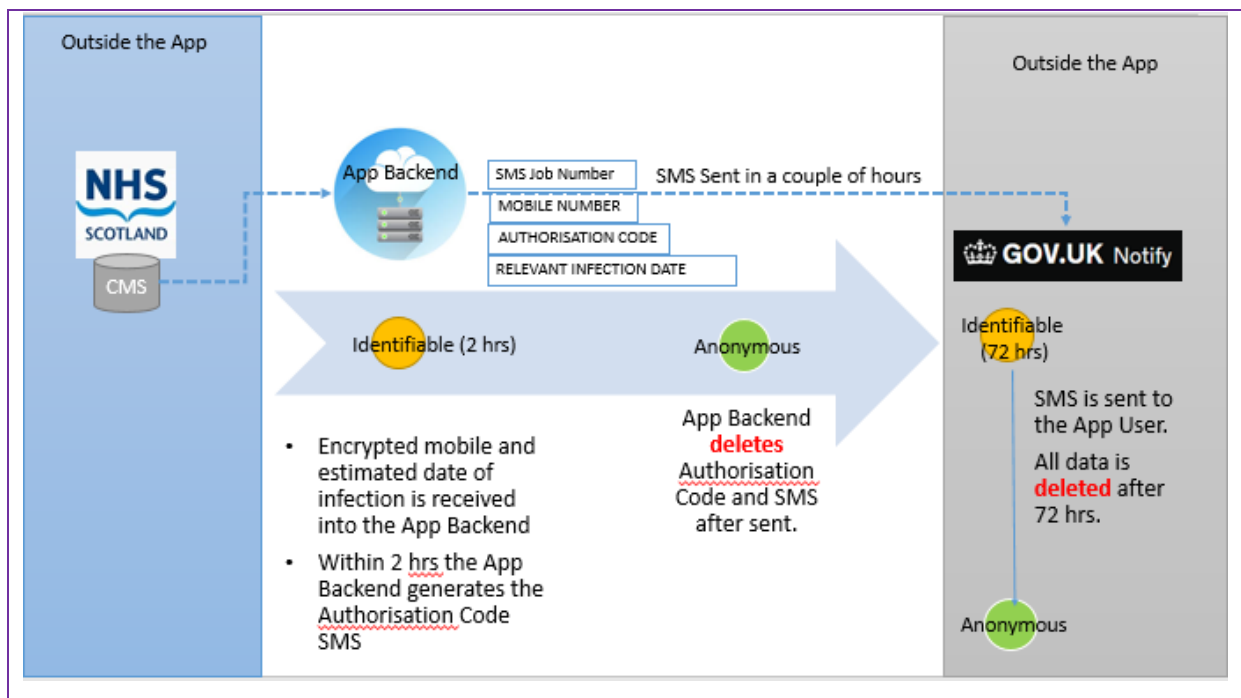 Outside the App
NHS
SCOTLAND
CMS
App Backend
SMS Job Number
MOBILE NUMBER
AUTHORISATION CODE
RELEVANT INFECTION DATE
SMS Sent in a couple of hours
Outside the App
GOV.UK Notify
Identifiable (2 hrs)
Anonymous
• Encrypted mobile and
estimated date of
infection is received
into the App Backend
• Within 2 hrs the App
Backend generates the
Authorisation Code
SMS
App Backend
deletes
Authorisation
Code and SMS
after sent.
Identifiable
(72 hrs)
SMS is sent to
the App User.
All data is
deleted after
72 hrs.
Anonymous